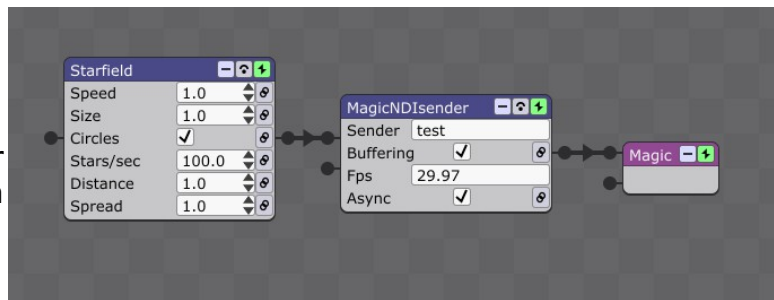 Starfield
Speed 1.0
Size 1.0
Circles
Stars/sec 100.0
Distance 1.0
Spread 1.0
MagicNDIsender
Sender test
Buffering
Fps 29.97
Async
Magic